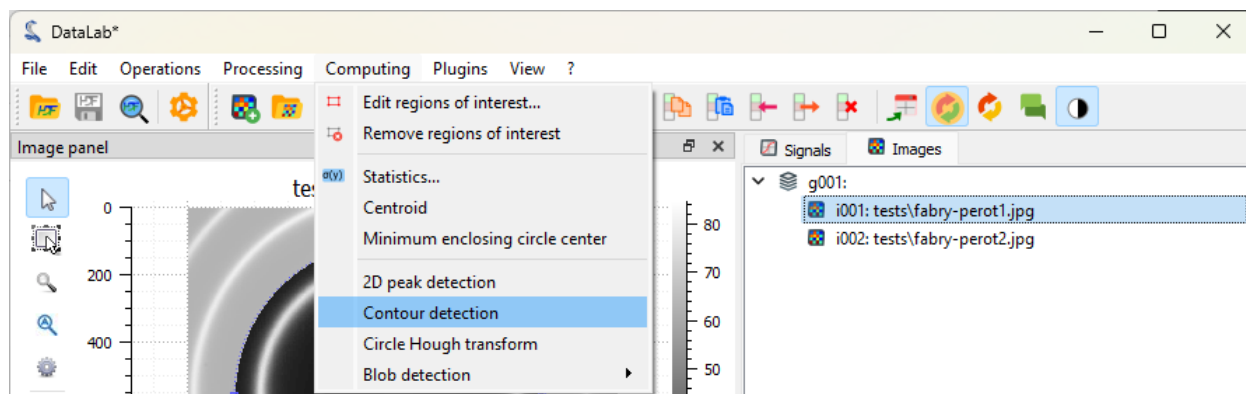 DataLab*
File Edit Operations Processing Computing Plugins View ?
Edit regions of interest...
Remove regions of interest
Image panel
Signals
Images
σ(y) Statistics...
g001:
tes
Centroid
0
i001: tests\fabry-perot1.jpg
80
Minimum enclosing circle center
i002: tests\fabry-perot2.jpg
200
2D peak detection
70
Contour detection
60
400
Circle Hough transform
50
Blob detection